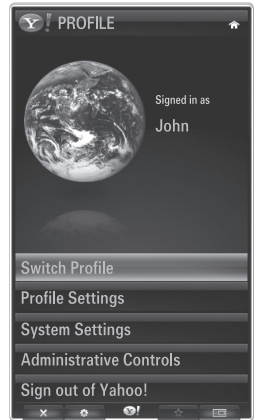 Y! PROFILE
Signed in as
John
Switch Profile
Profile Settings
System Settings
Administrative Controls
Sign out of Yahoo!
Y!